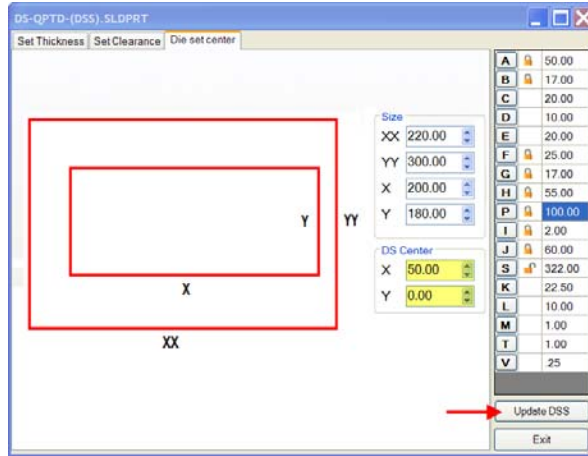 DS-QPTD-(DSS).SLDPRT
Set Thickness Set Clearance Die set center
Size
XX 220.00
YY 300.00
X 200.00
Y 180.00
DS Center
X 50.00
Y 0.00
Y
YY
X
XX
A 50.00
B 17.00
C 20.00
D 10.00
E 20.00
F 25.00
G 17.00
H 55.00
P 100.00
I 2.00
J 60.00
S 322.00
K 22.50
L 10.00
M 1.00
T 1.00
V .25
Update DSS
Exit